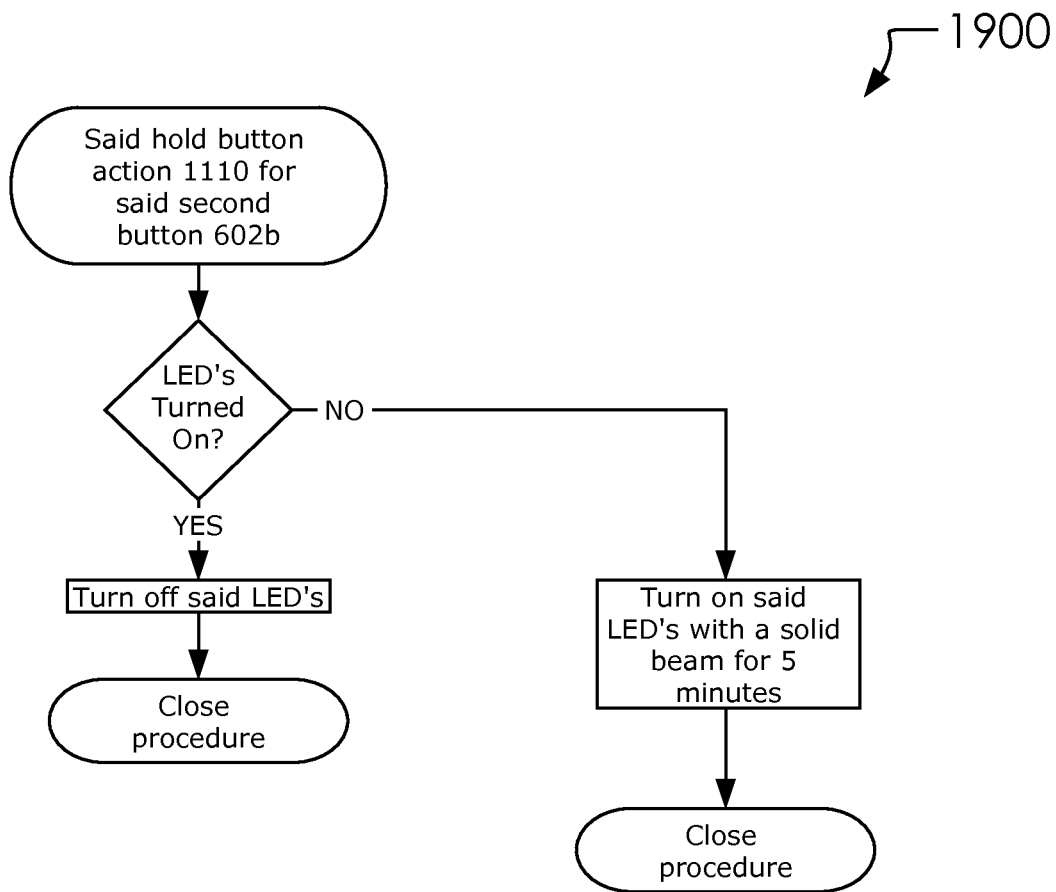 1900
Said hold button
action 1110 for
said second
button 602b
LED's
Turned
On?
NO
YES
Turn off said LED's
Turn on said
LED's with a solid
beam for 5
minutes
Close
procedure
Close
procedure